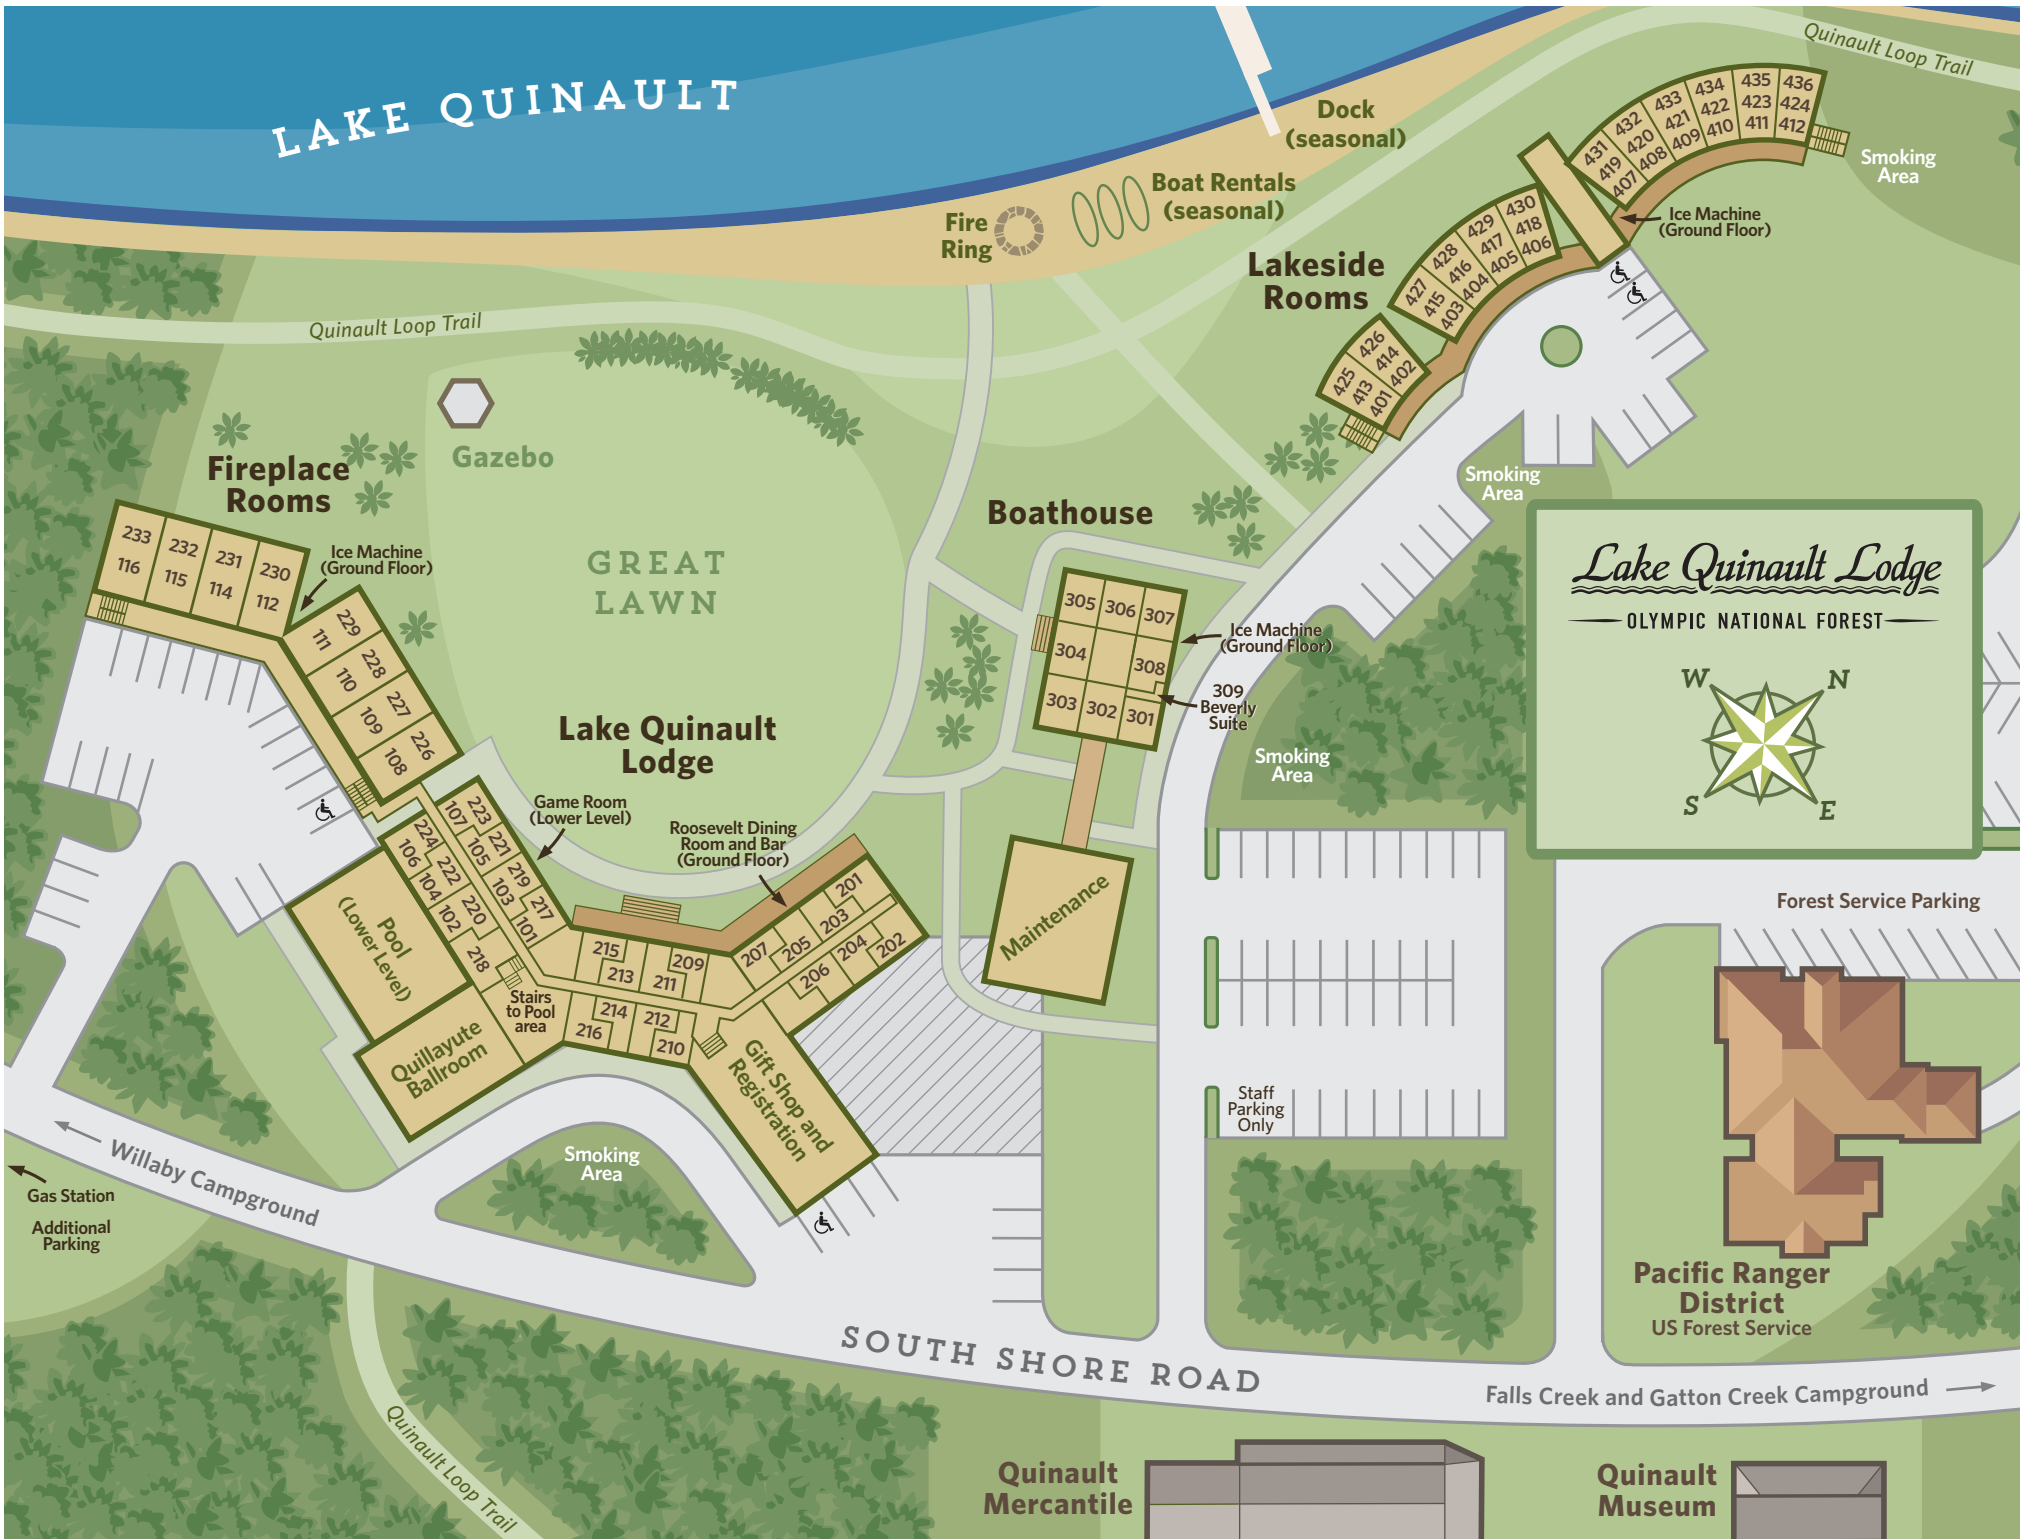 LAKE QUINAULT
Quinault Loop Trail
Dock
(seasonal)
Boat Rentals
(seasonal)
Fire
Ring
Lakeside
Rooms
431 432 433 434 435 436
419 420 421 422 423 424
407 408 409 410 411 412
Smoking
Area
Ice Machine
(Ground Floor)
427 428 429 430
415 416 417 418
403 404 405 406
425 426
413 414
401 402
Smoking
Area
Quinault Loop Trail
Gazebo
Fireplace
Rooms
233 232 231 230
116 115 114 112
Ice Machine
(Ground Floor)
229
111
228
110
227
109
226
108
GREAT
LAWN
Boathouse
305 306 307
304 308
303 302 301
Ice Machine
(Ground Floor)
309
Beverly
Suite
Smoking
Area
Lake Quinault Lodge
OLYMPIC NATIONAL FOREST
W N
S E
Lake Quinault
Lodge
Game Room
(Lower Level)
Roosevelt Dining
Room and Bar
(Ground Floor)
223
107
221
105
219
103
217
101
224
106
222
104
220
102
218
Pool
(Lower Level)
Quillayute
Ballroom
Stairs
to Pool
area
215
213
209
211
214
216
212
210
201
203
205
207
202
204
206
Gift Shop and
Registration
Maintenance
Smoking
Area
Staff
Parking
Only
Forest Service Parking
Pacific Ranger
District
US Forest Service
Willaby Campground
Gas Station
Additional
Parking
SOUTH SHORE ROAD
Falls Creek and Gatton Creek Campground
Quinault Loop Trail
Quinault
Mercantile
Quinault
Museum